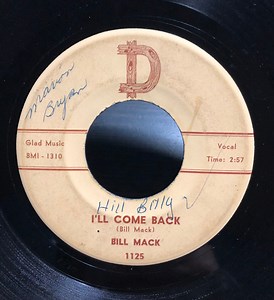 D
Marion
Bryan
Glad Music
BMI - 1310
Vocal
Time: 2:57
Hill Billy
I'LL COME BACK
(Bill Mack)
BILL MACK
1125